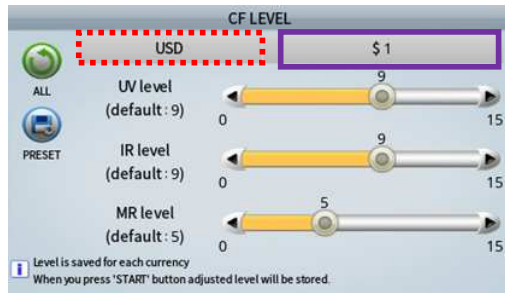 CF LEVEL
USD
$ 1
ALL
UV level
(default : 9)
9
0
15
PRESET
IR level
(default : 9)
9
0
15
MR level
(default : 5)
5
0
15
i
Level is saved for each currency
When you press 'START' button adjusted level will be stored.